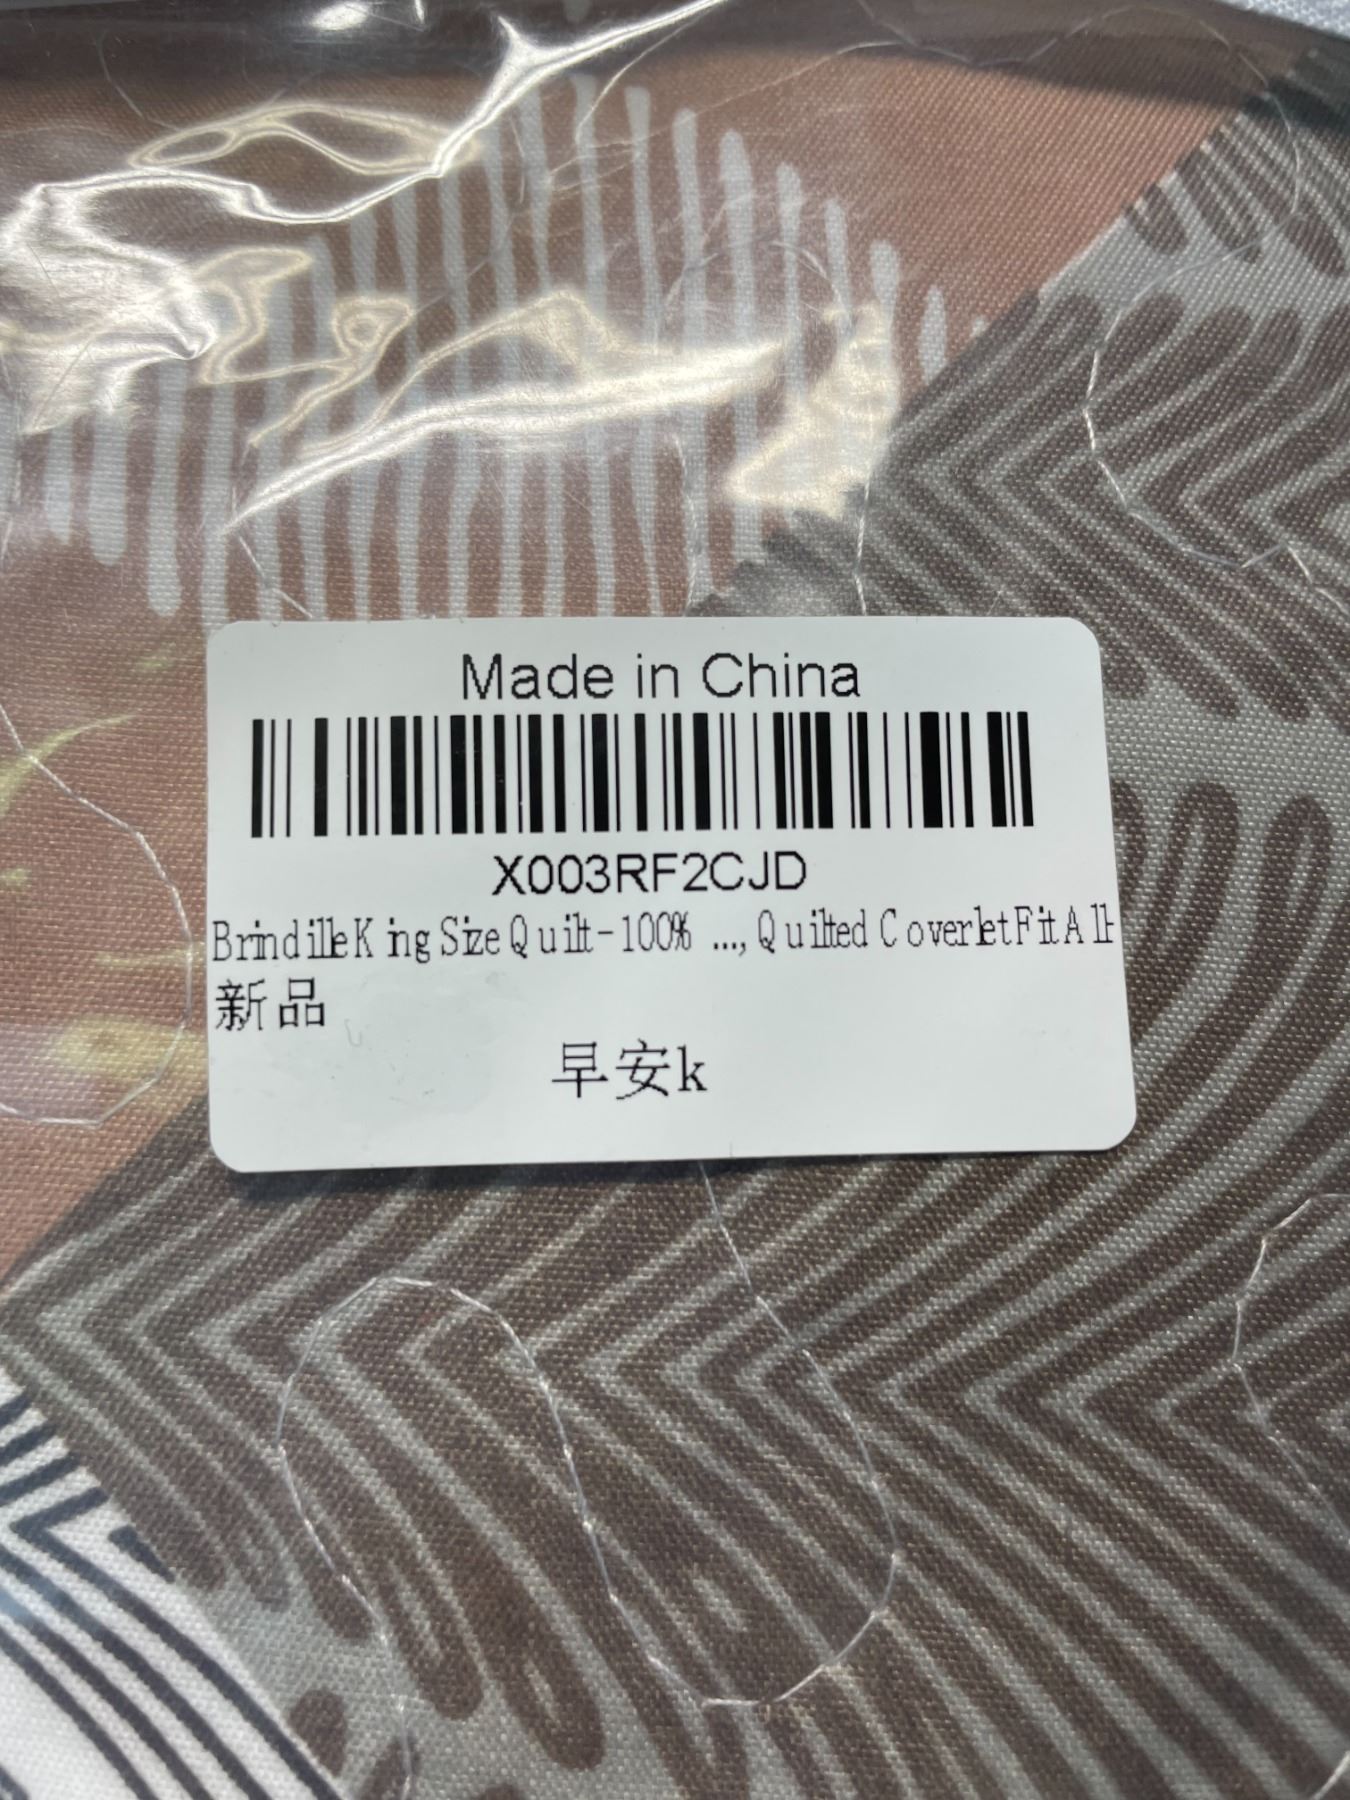 Made in China
X003RF2CJD
Brindille King Size Quilt - 100% ..., Quilted Coverlet Fit All-
新品
早安k